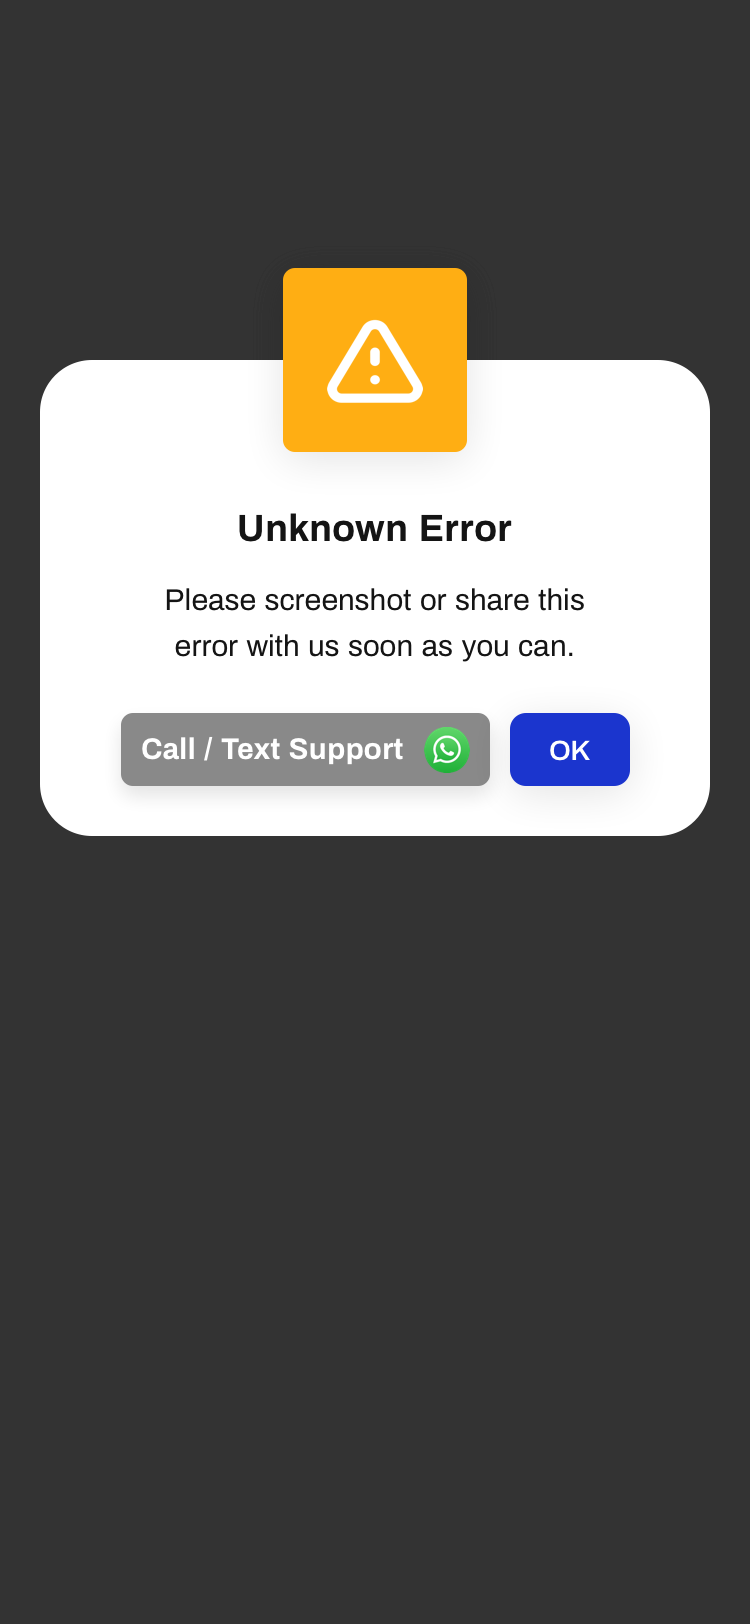 Unknown Error
Please screenshot or share this
error with us soon as you can.
Call / Text Support
OK